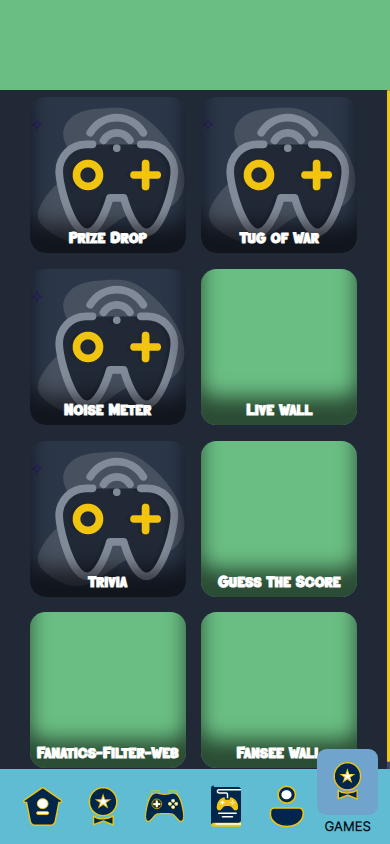 Prize Drop
Tug of War
Noise Meter
Live Wall
Trivia
Guess The Score
Fanatics-Filter-Web
Fansee Wall
GAMES